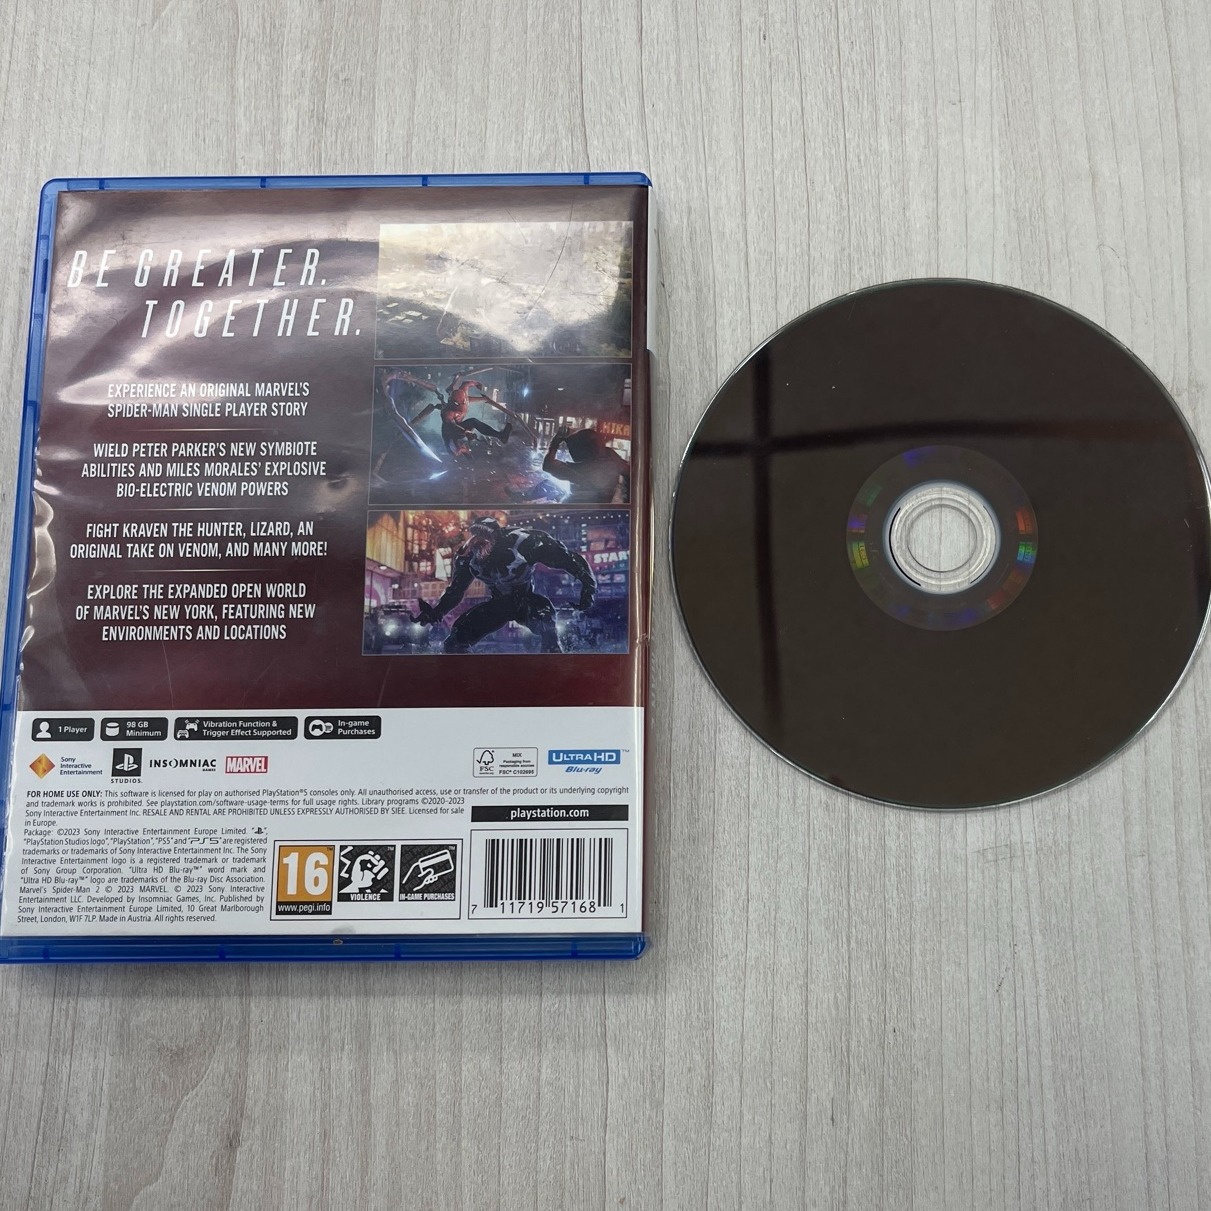 BE GREATER.
TOGETHER.
EXPERIENCE AN ORIGINAL MARVEL'S
SPIDER-MAN SINGLE PLAYER STORY
WIELD PETER PARKER'S NEW SYMBIOTE
ABILITIES AND MILES MORALES' EXPLOSIVE
BIO-ELECTRIC VENOM POWERS
FIGHT KRAVEN THE HUNTER, LIZARD, AN
ORIGINAL TAKE ON VENOM, AND MANY MORE!
EXPLORE THE EXPANDED OPEN WORLD
OF MARVEL'S NEW YORK, FEATURING NEW
ENVIRONMENTS AND LOCATIONS
1 Player
98 GB
Minimum
Vibration Function &
Trigger Effect Supported
In-game
Purchases
Sony
Interactive
Entertainment
STUDIOS
INSOMNIAC
GAMES
MARVEL
FSC
MIX
Packaging from
responsible sources
FSC® C102695
ULTRA HD™
Blu-ray
FOR HOME USE ONLY: This software is licensed for play on authorised PlayStation®5 consoles only. All unauthorised access, use or transfer of the product or its underlying copyright
and trademark works is prohibited. See playstation.com/software-usage-terms for full usage rights. Library programs ©2020-2023
Sony Interactive Entertainment Inc. RESALE AND RENTAL ARE PROHIBITED UNLESS EXPRESSLY AUTHORISED BY SIEE. Licensed for sale
in Europe.
Package: ©2023 Sony Interactive Entertainment Europe Limited. " ",
"PlayStation Studios logo", "PlayStation", "PS5" and "PS5" are registered
trademarks or trademarks of Sony Interactive Entertainment Inc. The Sony
Interactive Entertainment logo is a registered trademark or trademark
of Sony Group Corporation. "Ultra HD Blu-ray™" word mark and
"Ultra HD Blu-ray™" logo are trademarks of the Blu-ray Disc Association.
Marvel's Spider-Man 2 © 2023 MARVEL. © 2023 Sony Interactive
Entertainment LLC. Developed by Insomniac Games, Inc. Published by
Sony Interactive Entertainment Europe Limited, 10 Great Marlborough
Street, London, W1F 7LP. Made in Austria. All rights reserved.
playstation.com
16
www.pegi.info
VIOLENCE
IN-GAME PURCHASES
7 11719 57168 1